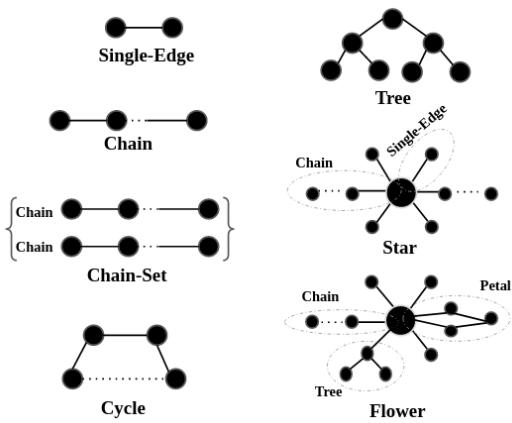 Single-Edge
Chain
Chain
Chain
Chain-Set
Cycle
Tree
Single-Edge
Chain
Star
Chain
Petal
Tree
Flower